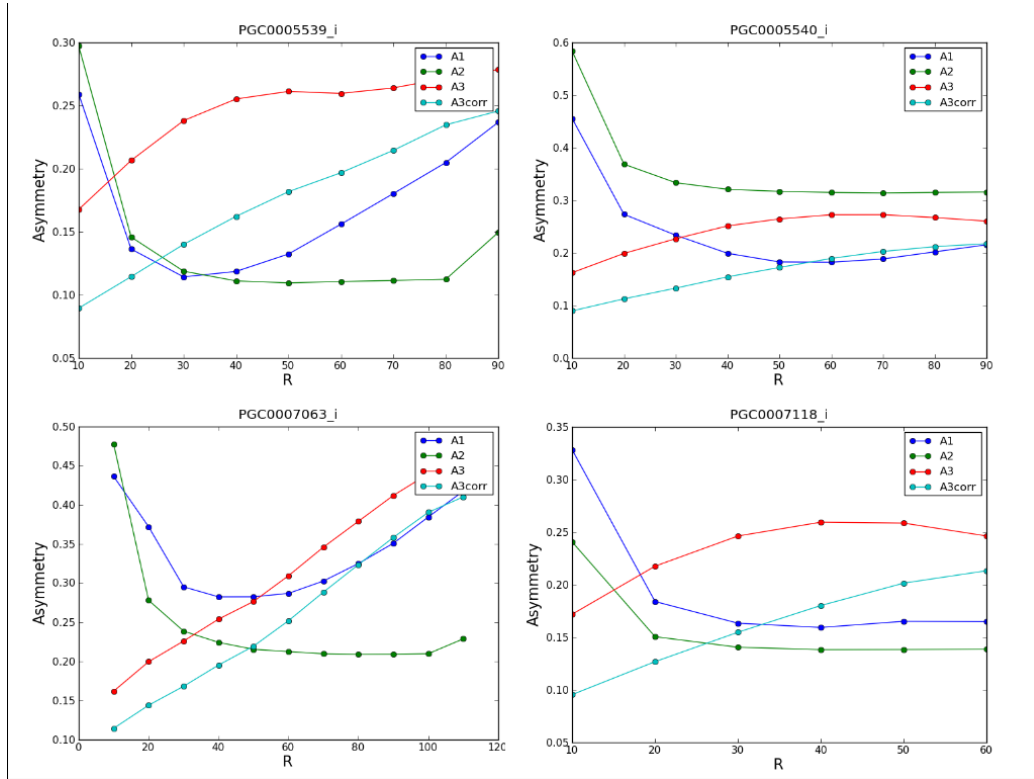 PGC0005539_i
0.30
0.25
0.20
0.15
0.10
0.05
Asymmetry
10 20 30 40 50 60 70 80 90
R
A1
A2
A3
A3corr
PGC0005540_i
0.6
0.5
0.4
0.3
0.2
0.1
0.0
Asymmetry
10 20 30 40 50 60 70 80 90
R
A1
A2
A3
A3corr
PGC0007063_i
0.50
0.45
0.40
0.35
0.30
0.25
0.20
0.15
0.10
Asymmetry
0 20 40 60 80 100 120
R
A1
A2
A3
A3corr
PGC0007118_i
0.35
0.30
0.25
0.20
0.15
0.10
0.05
Asymmetry
10 20 30 40 50 60
R
A1
A2
A3
A3corr